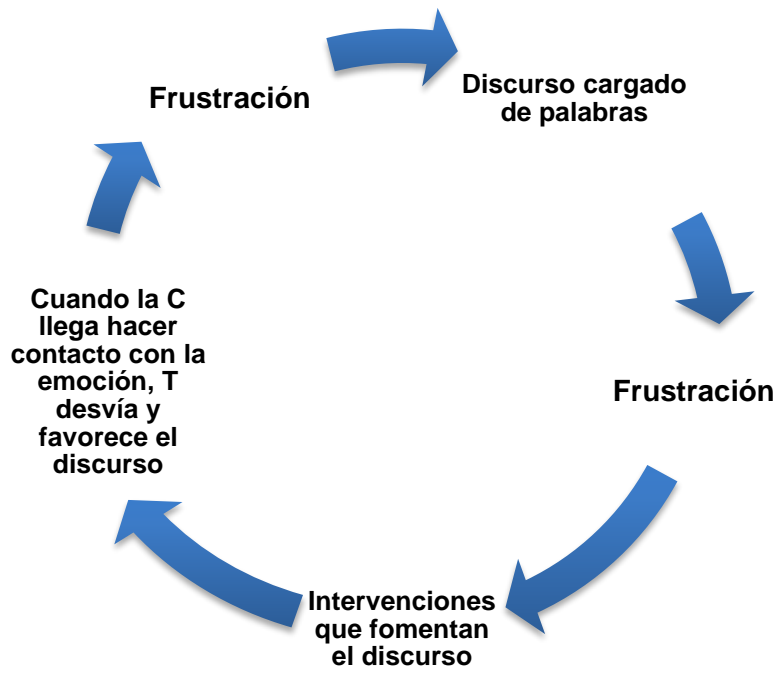 Frustración
Discurso cargado
de palabras
Frustración
Intervenciones
que fomentan
el discurso
Cuando la C
llega hacer
contacto con la
emoción, T
desvía y
favorece el
discurso